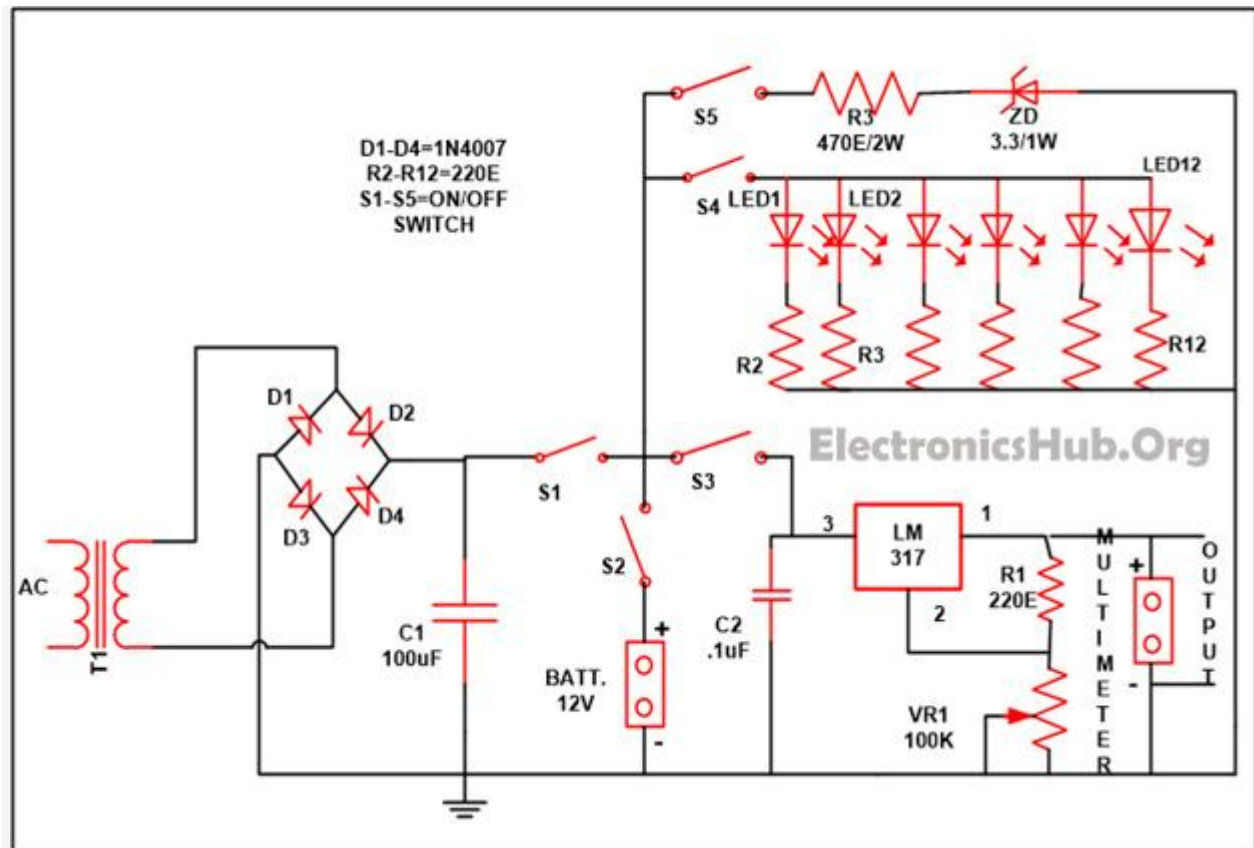 S5
R3
470E/2W
ZD
3.3/1W
D1-D4=1N4007
R2-R12=220E
S1-S5=ON/OFF
SWITCH
LED12
S4
LED1
LED2
R2
R3
R12
D1
D2
D3
D4
ElectronicsHub.Org
S1
S3
S2
3
LM
317
1
2
R1
220E
MULTIMETER
+
-
OUTPUT
AC
T1
C1
100uF
+
BATT.
12V
-
C2
.1uF
VR1
100K